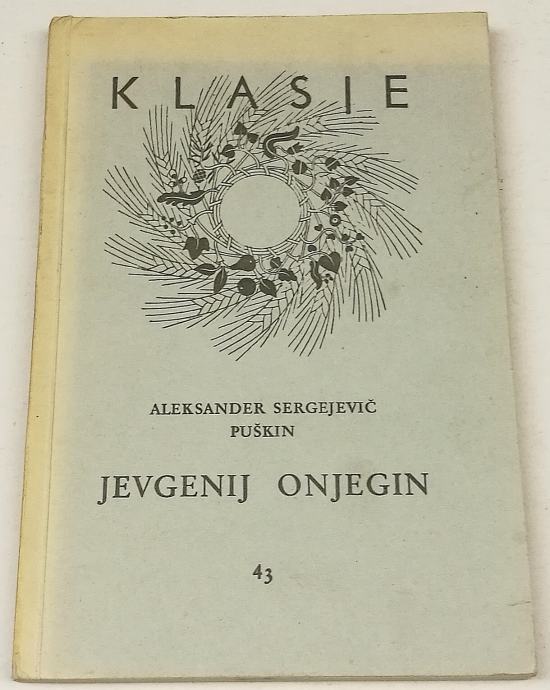 KLASJE
ALEKSANDER SERGEJEVIČ
PUŠKIN
JEVGENIJ ONJEGIN
43